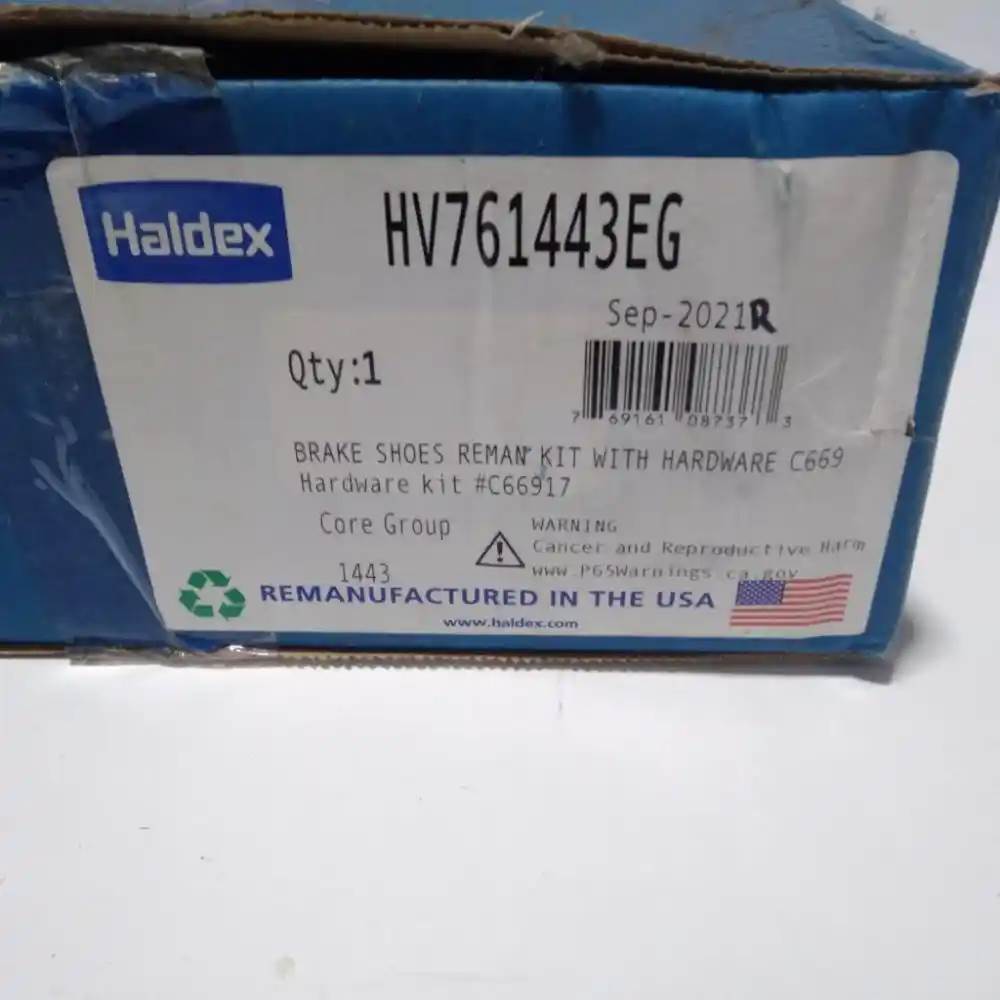 Haldex
HV761443EG
Sep-2021R
Qty:1
7 69161 08737 3
BRAKE SHOES REMAN KIT WITH HARDWARE C669
Hardware kit #C66917
Core Group
WARNING
Cancer and Reproductive Harm
www.P65Warnings.ca.gov
1443
REMANUFACTURED IN THE USA
www.haldex.com